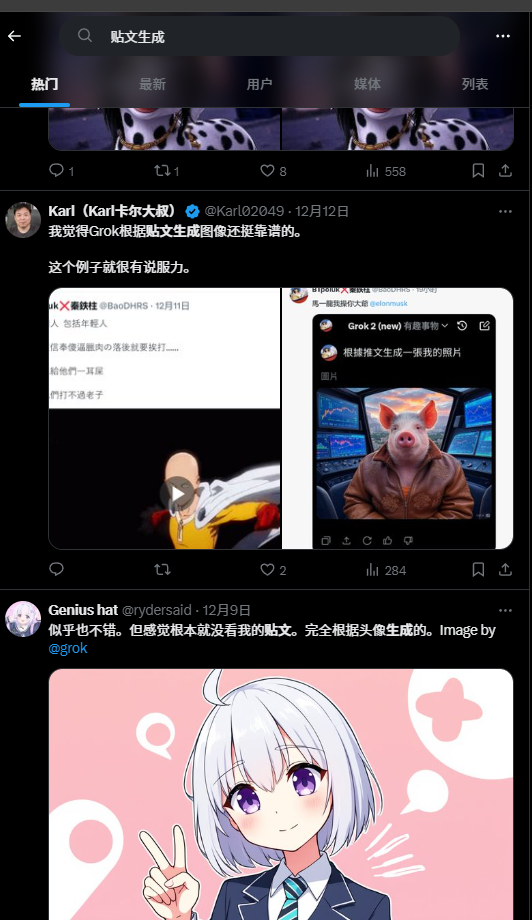 贴文生成
热门 最新 用户 媒体 列表
1 1 8 558
Karl（Karl卡尔大叔） @Karl02049 · 12月12日
我觉得Grok根据贴文生成图像还挺靠谱的。
这个例子就很有说服力。
uk❌秦鉄柱 @BaoDHRS · 12月11日
人 包括年輕人
信奉傻逼臘肉の落後就要挨打……
給他們一耳屎
們打不過老子
BTpoluk❌秦鉄柱 @BaoDHRS
馬一龍我操你大爺 @elonmusk
Grok 2 (new) 有趣事物
根據推文生成一張我的照片
圖片
2 284
Genius hat @rydersaid · 12月9日
似乎也不错。但感觉根本就没看我的贴文。完全根据头像生成的。Image by
@grok